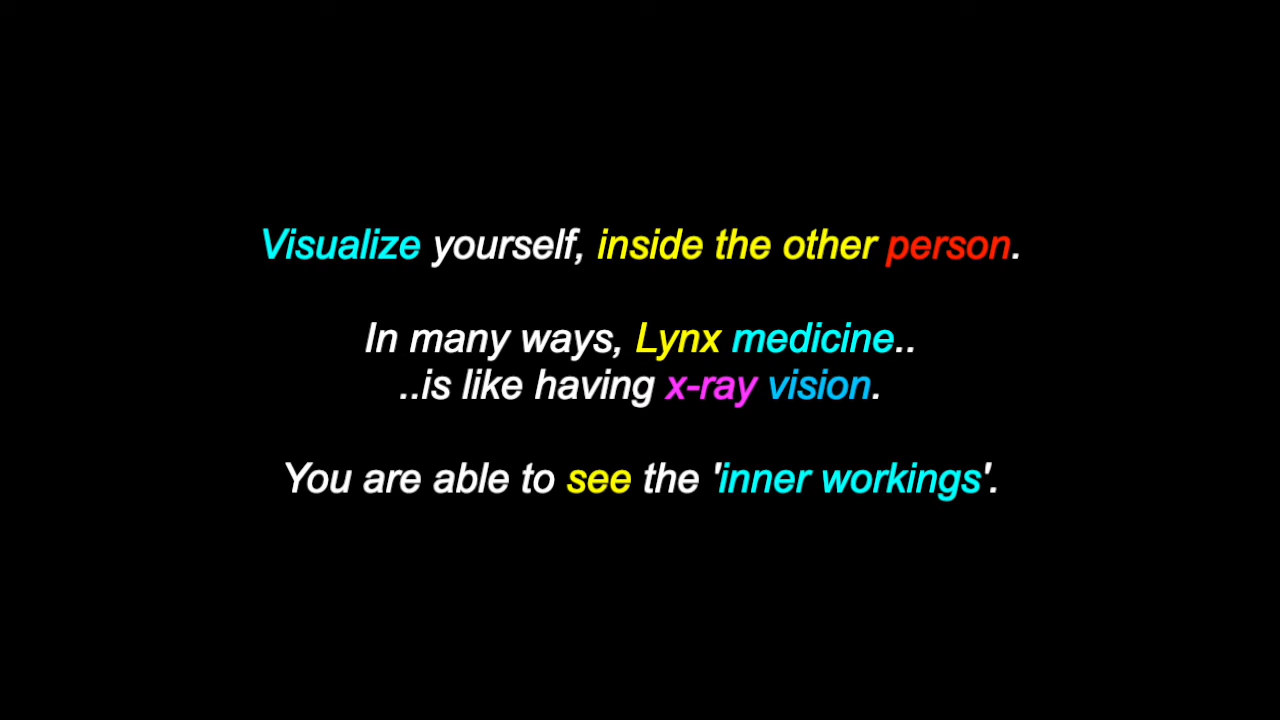 Visualize yourself, inside the other person.
In many ways, Lynx medicine..
..is like having x-ray vision.
You are able to see the 'inner workings'.